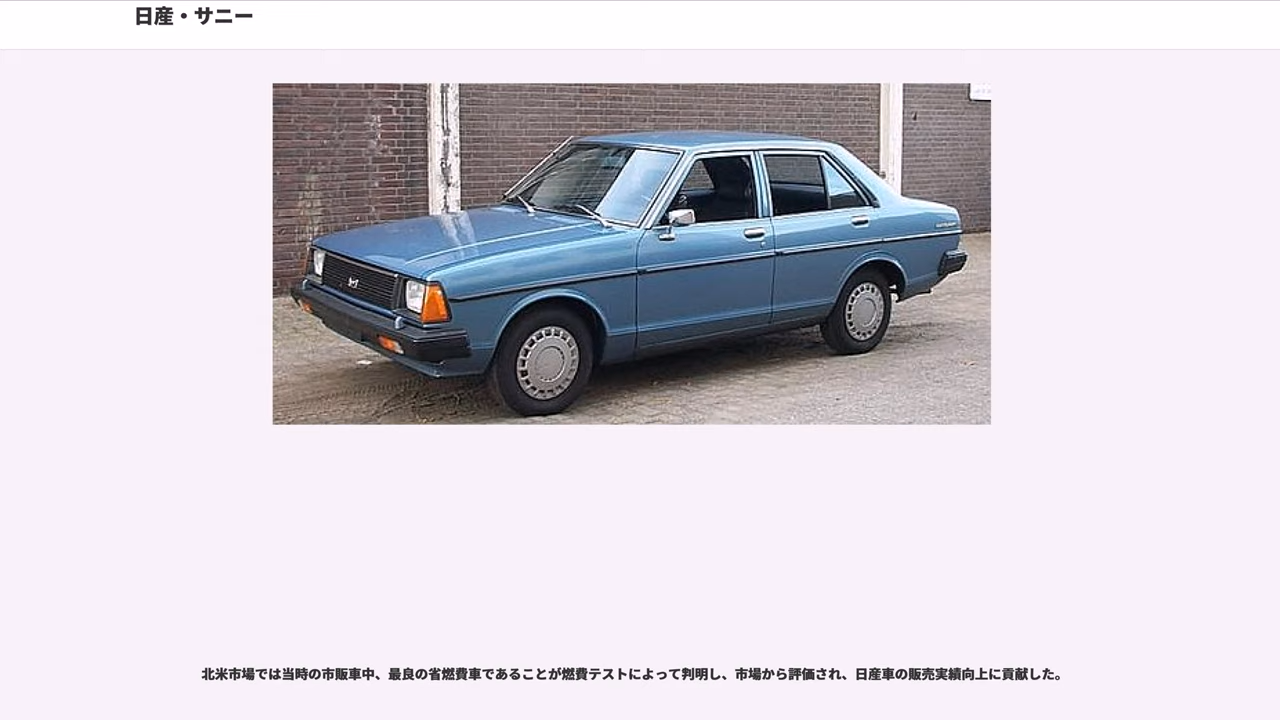 日産・サニー
北米市場では当時の市販車中、最良の省燃費車であることが燃費テストによって判明し、市場から評価され、日産車の販売実績向上に貢献した。